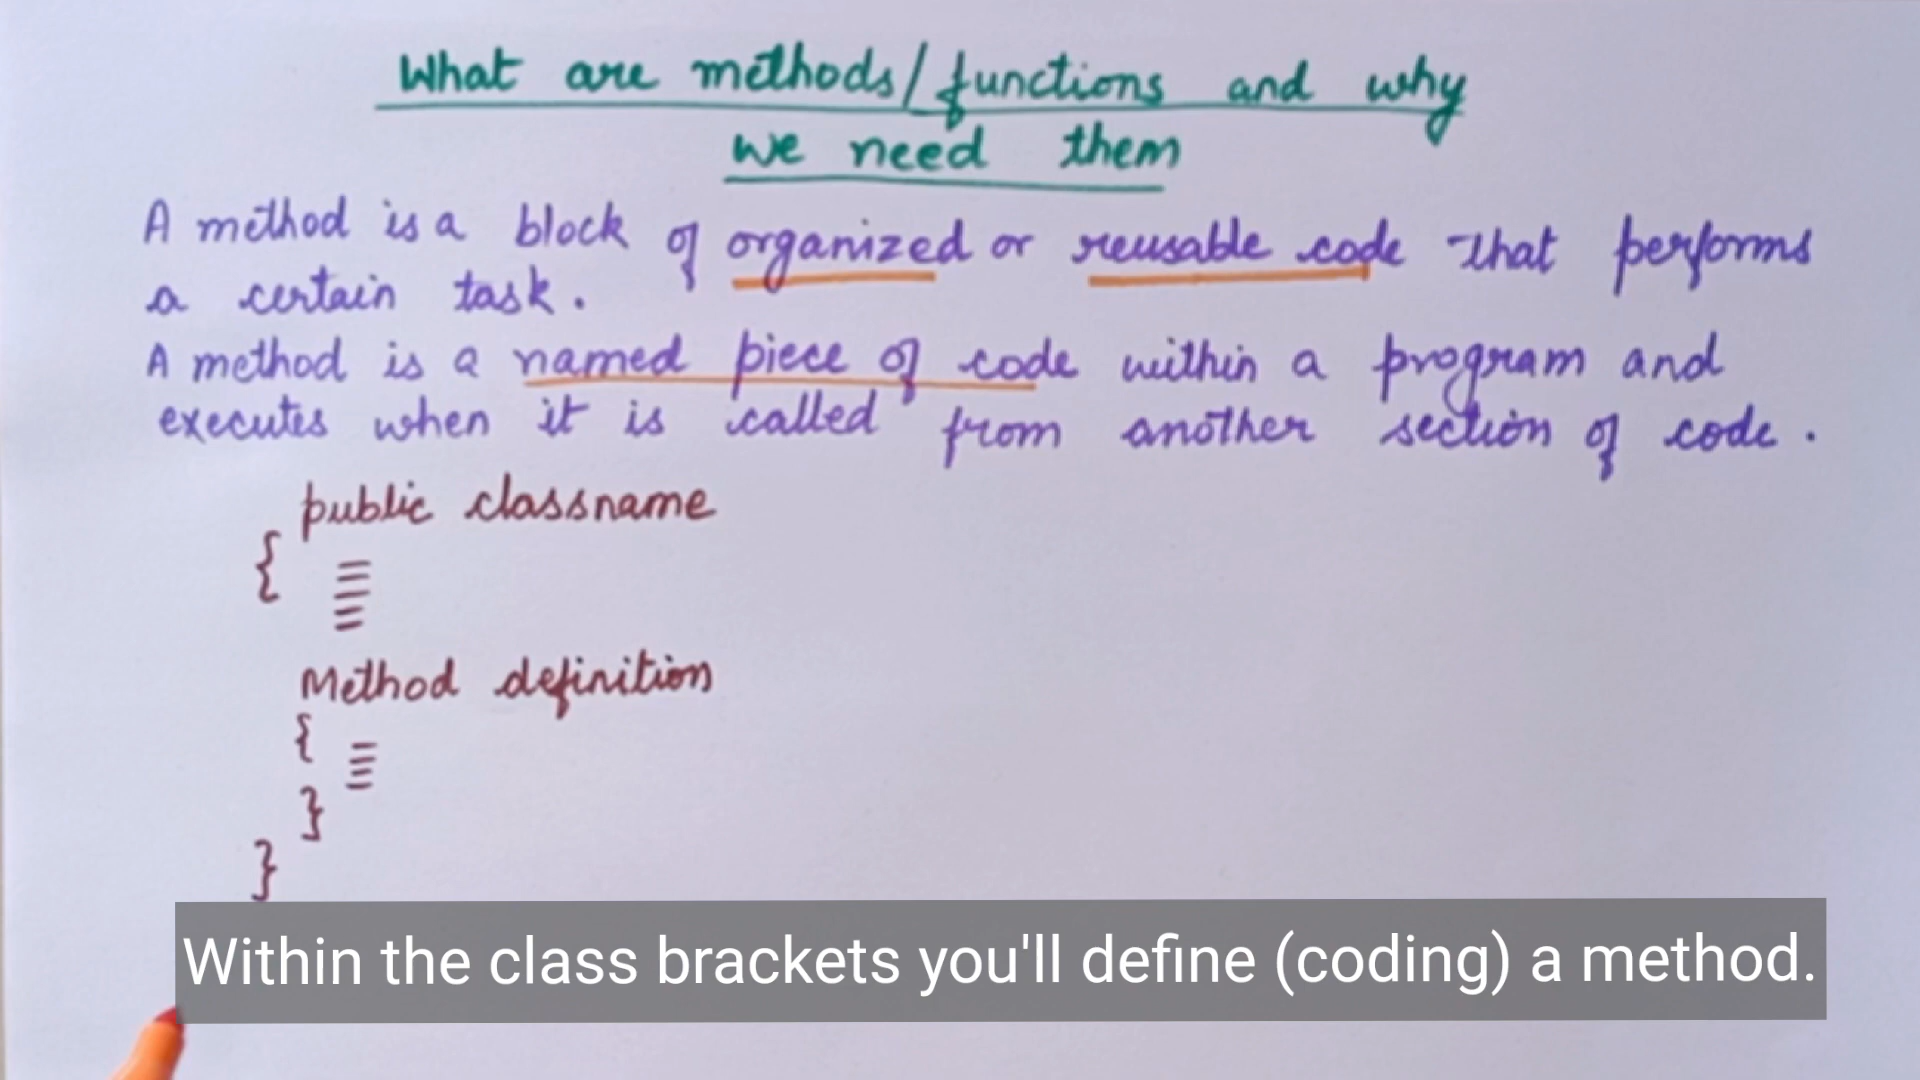 What are methods/functions and why
we need them
A method is a block of organized or reusable code that performs
a certain task.
A method is a named piece of code within a program and
executes when it is called from another section of code.
public classname
{
Method definition
{
}
}
Within the class brackets you'll define (coding) a method.